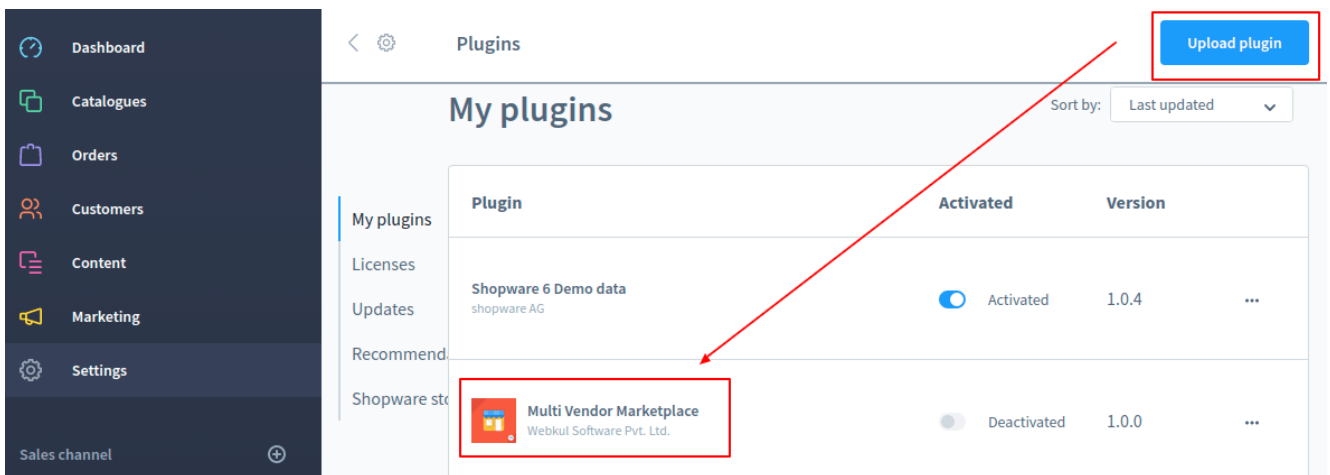 Dashboard
Catalogues
Orders
Customers
Content
Marketing
Settings
Sales channel
Plugins
Upload plugin
My plugins
Sort by:
Last updated
My plugins
Licenses
Updates
Recommend
Shopware sto
Plugin
Activated
Version
Shopware 6 Demo data
shopware AG
Activated
1.0.4
Multi Vendor Marketplace
Webkul Software Pvt. Ltd.
Deactivated
1.0.0